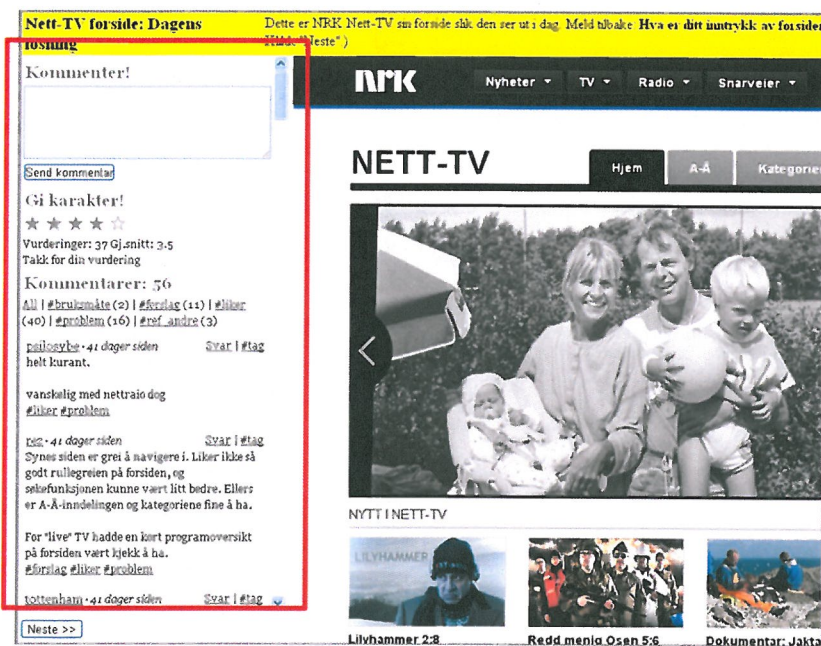 Nett-TV forside: Dagens
løsning
Dette er NRK Nett-TV sin forside slik den ser ut i dag. Meld tilbake: Hva er ditt inntrykk av forsiden
"Neste" )
Kommenter!
Send kommentar
Gi karakter!
Vurderinger: 37 Gj.snitt: 3.5
Takk for din vurdering
Kommentarer: 56
All | #bruksmåte (2) | #forslag (11) | #liker
(40) | #problem (16) | #ref_andre (3)
psilosybe - 41 dager siden Svar | #tag
helt kurant.
vanskelig med nettraio dog
#liker #problem
rez - 41 dager siden Svar | #tag
Synes siden er grei å navigere i. Liker ikke så
godt rullegreien på forsiden, og
søkefunksjonen kunne vært litt bedre. Ellers
er A-Å-inndelingen og kategoriene fine å ha.
For "live" TV hadde en kort programoversikt
på forsiden vært kjekk å ha.
#forslag #liker #problem
tottenham - 41 dager siden Svar | #tag
Neste >>
NRK
Nyheter TV Radio Snarveier
NETT-TV
Hjem A-Å Kategorier
NYTT I NETT-TV
LILYHAMMER
Lilyhammer 2:8
Redd menig Osen 5:6
Dokumentar: Jakta